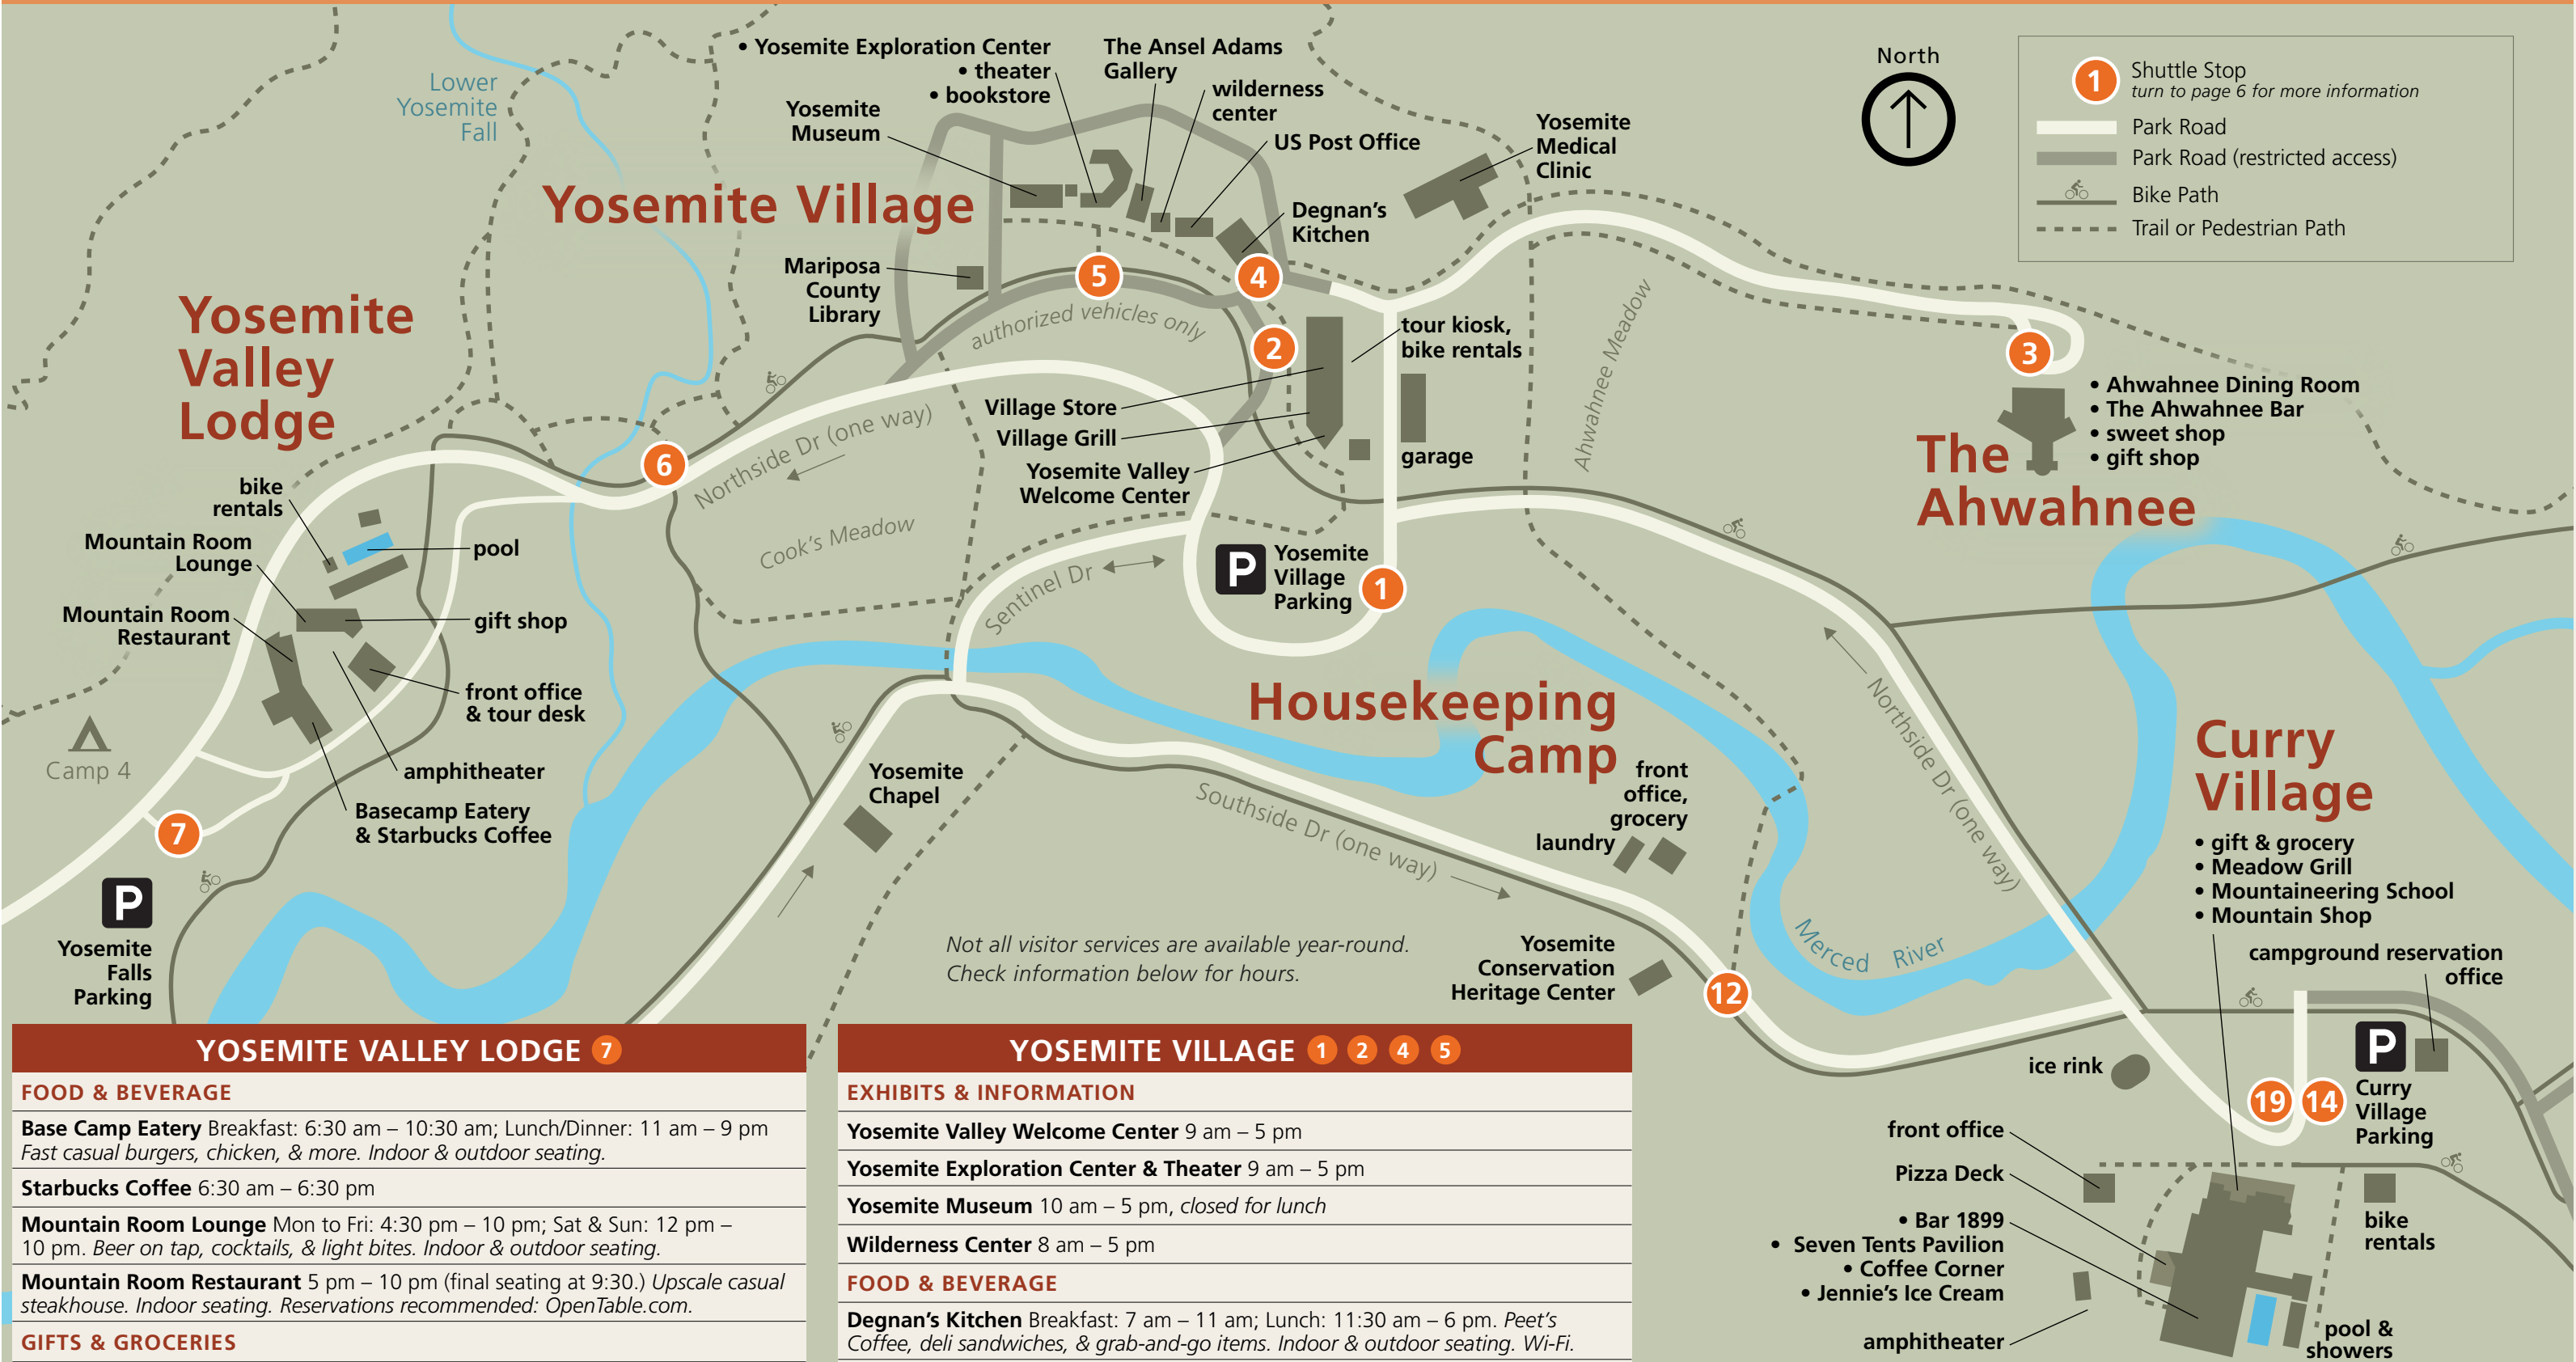 • Yosemite Exploration Center
• theater
• bookstore
The Ansel Adams
Gallery
wilderness
center
US Post Office
Yosemite
Museum
Yosemite
Medical
Clinic
North
1
Shuttle Stop
turn to page 6 for more information
Park Road
Park Road (restricted access)
Bike Path
Trail or Pedestrian Path
Lower
Yosemite
Fall
Yosemite Village
Degnan's
Kitchen
Mariposa
County
Library
5
4
authorized vehicles only
2
tour kiosk,
bike rentals
Ahwahnee Meadow
3
Village Store
Village Grill
Yosemite Valley
Welcome Center
garage
• Ahwahnee Dining Room
• The Ahwahnee Bar
• sweet shop
• gift shop
The
Ahwahnee
Yosemite
Valley
Lodge
6
Northside Dr (one way)
Cook's Meadow
bike
rentals
Mountain Room
Lounge
pool
Mountain Room
Restaurant
gift shop
front office
& tour desk
amphitheater
Basecamp Eatery
& Starbucks Coffee
Camp 4
7
P
Yosemite
Falls
Parking
Sentinel Dr
P
Yosemite
Village
Parking
1
Housekeeping
Camp
front
office,
grocery
laundry
Yosemite
Chapel
Southside Dr (one way)
Northside Dr (one way)
Merced River
Not all visitor services are available year-round.
Check information below for hours.
Yosemite
Conservation
Heritage Center
12
Curry
Village
• gift & grocery
• Meadow Grill
• Mountaineering School
• Mountain Shop
campground reservation
office
P
Curry
Village
Parking
ice rink
19
14
front office
Pizza Deck
• Bar 1899
• Seven Tents Pavilion
• Coffee Corner
• Jennie's Ice Cream
amphitheater
bike
rentals
pool &
showers
YOSEMITE VALLEY LODGE 7
FOOD & BEVERAGE
Base Camp Eatery Breakfast: 6:30 am – 10:30 am; Lunch/Dinner: 11 am – 9 pm
Fast casual burgers, chicken, & more. Indoor & outdoor seating.
Starbucks Coffee 6:30 am – 6:30 pm
Mountain Room Lounge Mon to Fri: 4:30 pm – 10 pm; Sat & Sun: 12 pm –
10 pm. Beer on tap, cocktails, & light bites. Indoor & outdoor seating.
Mountain Room Restaurant 5 pm – 10 pm (final seating at 9:30.) Upscale casual
steakhouse. Indoor seating. Reservations recommended: OpenTable.com.
GIFTS & GROCERIES
YOSEMITE VILLAGE 1 2 4 5
EXHIBITS & INFORMATION
Yosemite Valley Welcome Center 9 am – 5 pm
Yosemite Exploration Center & Theater 9 am – 5 pm
Yosemite Museum 10 am – 5 pm, closed for lunch
Wilderness Center 8 am – 5 pm
FOOD & BEVERAGE
Degnan's Kitchen Breakfast: 7 am – 11 am; Lunch: 11:30 am – 6 pm. Peet's
Coffee, deli sandwiches, & grab-and-go items. Indoor & outdoor seating. Wi-Fi.